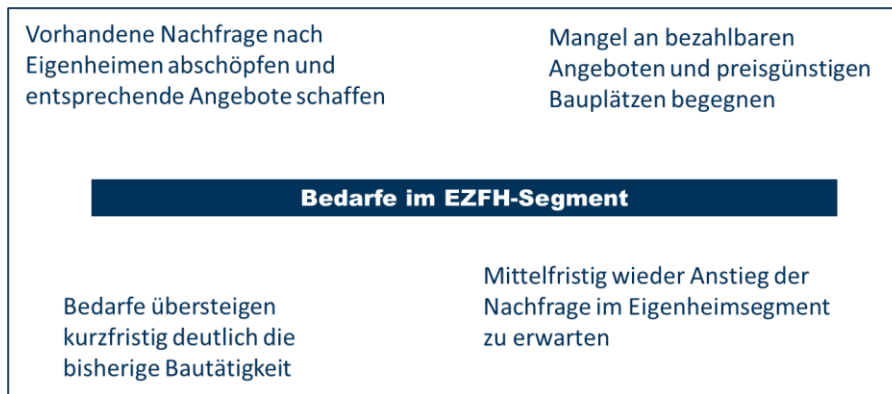 Vorhandene Nachfrage nach
Eigenheimen abschöpfen und
entsprechende Angebote schaffen
Mangel an bezahlbaren
Angeboten und preisgünstigen
Bauplätzen begegnen
Bedarfe im EZFH-Segment
Bedarfe übersteigen
kurzfristig deutlich die
bisherige Bautätigkeit
Mittelfristig wieder Anstieg der
Nachfrage im Eigenheimsegment
zu erwarten